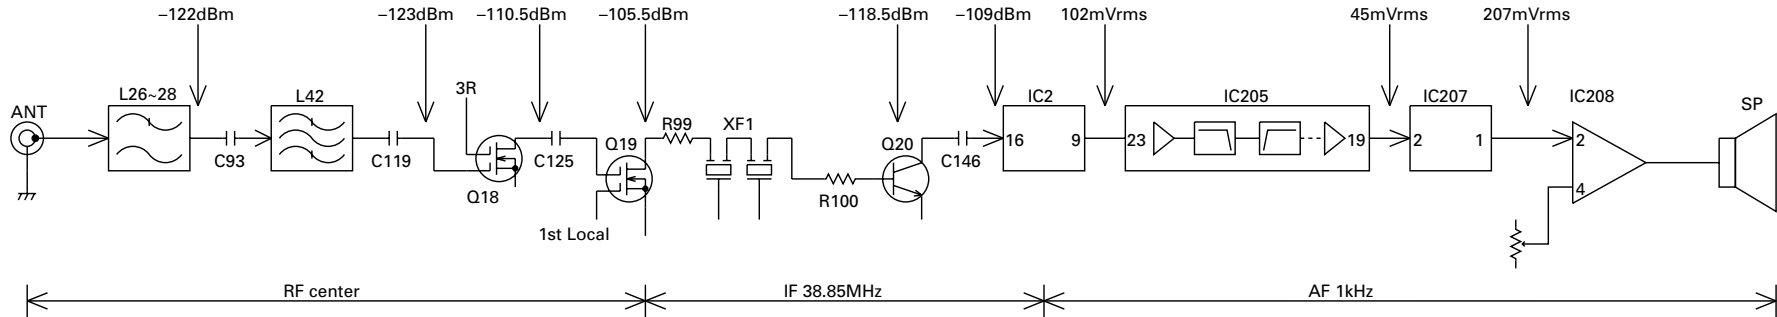 –122dBm –123dBm –110.5dBm –105.5dBm –118.5dBm –109dBm 102mVrms 45mVrms 207mVrms
L26~28 L42 3R IC2 IC205 IC207 IC208 SP
ANT R99 XF1
C93 C119 Q18 C125 Q19 Q20 C146 16 9 23 19 2 1 2
R100 4
1st Local
RF center IF 38.85MHz AF 1kHz